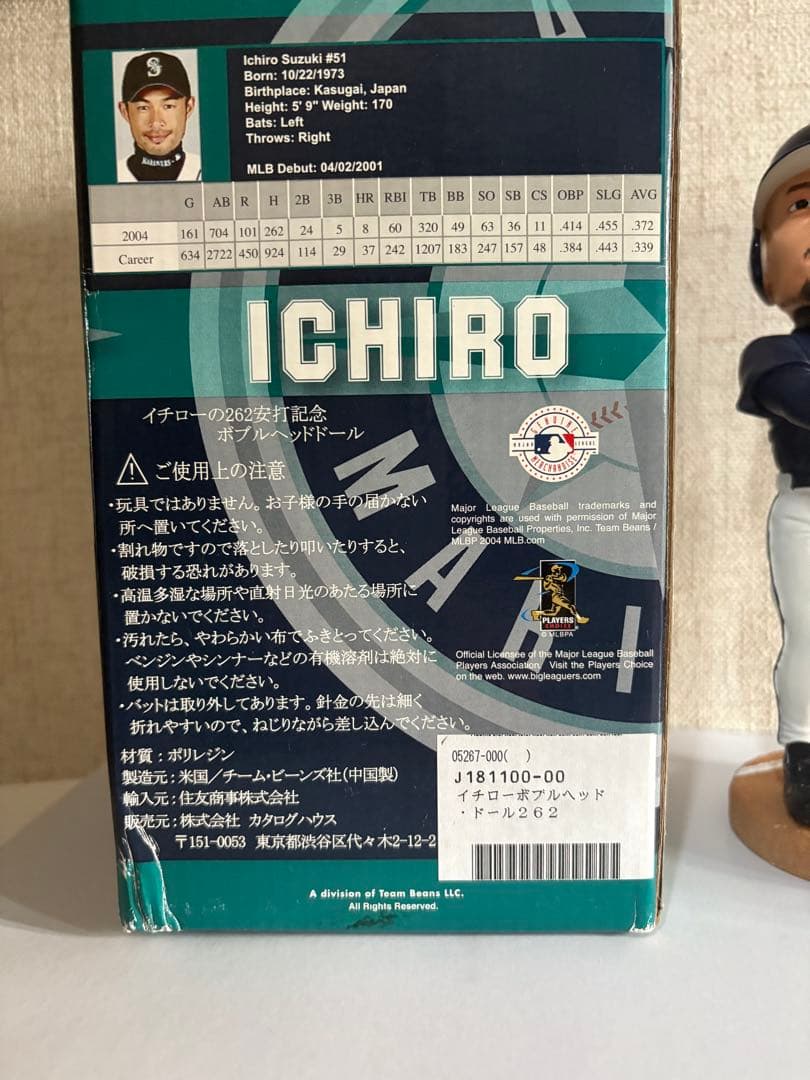 S
MARINERS
Ichiro Suzuki #51
Born: 10/22/1973
Birthplace: Kasugai, Japan
Height: 5' 9" Weight: 170
Bats: Left
Throws: Right
MLB Debut: 04/02/2001
G AB R H 2B 3B HR RBI TB BB SO SB CS OBP SLG AVG
2004 161 704 101 262 24 5 8 60 320 49 63 36 11 .414 .455 .372
Career 634 2722 450 924 114 29 37 242 1207 183 247 157 48 .384 .443 .339
ICHIRO
イチローの262安打記念
ボブルヘッドドール
ご使用上の注意
・玩具ではありません。お子様の手の届かない
所へ置いてください。
・割れ物ですので落としたり叩いたりすると、
破損する恐れがあります。
・高温多湿な場所や直射日光のあたる場所に
置かないでください。
・汚れたら、やわらかい布でふきとってください。
ベンジンやシンナーなどの有機溶剤は絶対に
使用しないでください。
・バットは取り外してあります。針金の先は細く
折れやすいので、ねじりながら差し込んでください。
材質：ポリレジン
製造元：米国／チーム・ビーンズ社（中国製）
輸入元：住友商事株式会社
販売元：株式会社 カタログハウス
〒151-0053 東京都渋谷区代々木2-12-2
GENUINE
MAJOR LEAGUE
MERCHANDISE
Major League Baseball trademarks and
copyrights are used with permission of Major
League Baseball Properties, Inc. Team Beans /
MLBP 2004 MLB.com
PLAYERS
CHOICE
© MLBPA
Official Licensee of the Major League Baseball
Players Association. Visit the Players Choice
on the web. www.bigleaguers.com
M A R I
05267-000( )
J181100-00
イチローボブルヘッド
・ドール２６２
A division of Team Beans LLC.
All Rights Reserved.